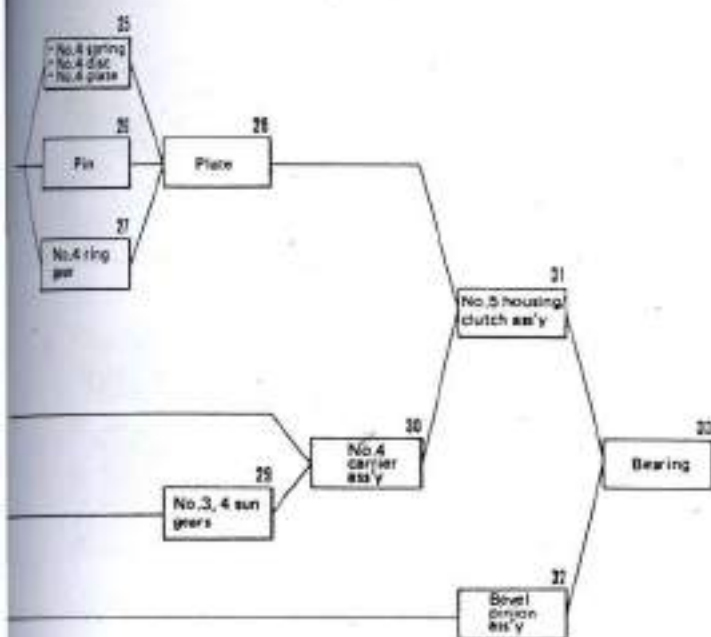 25
• No.4 spring
• No.4 disc
• No.4 plate
26
Pin
28
Plate
27
No.4 ring
gear
31
No.5 housing/
clutch ass'y
30
No.4
carrier
ass'y
29
No.3, 4 sun
gears
33
Bearing
32
Bevel
pinion
ass'y